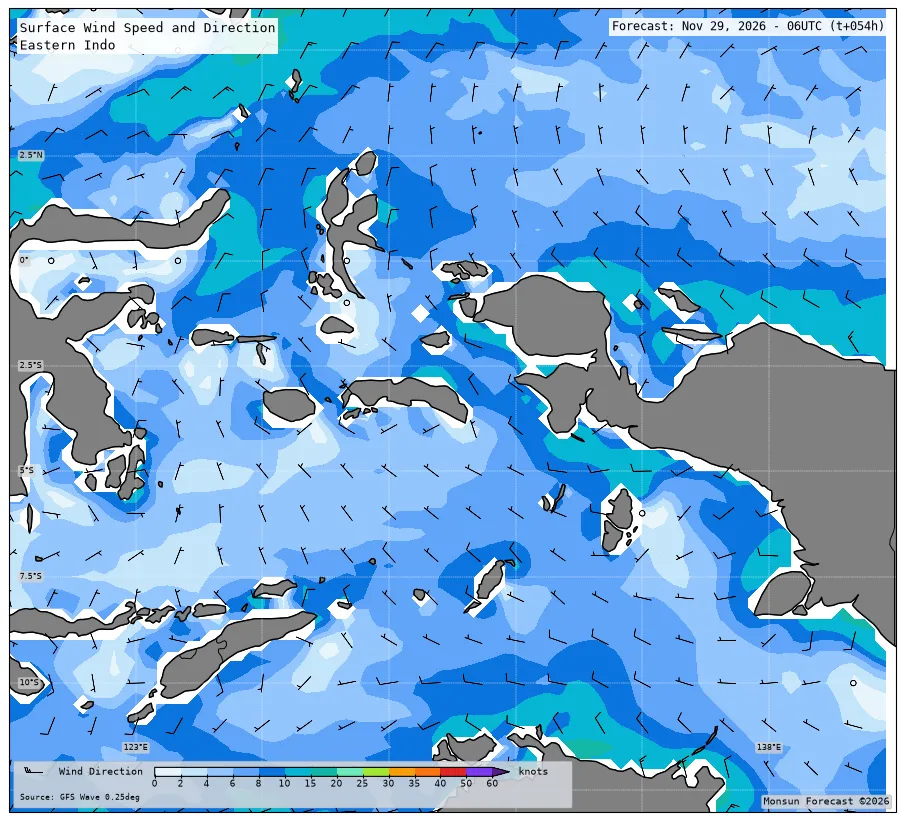 Surface Wind Speed and Direction
Eastern Indo
Forecast: Nov 29, 2026 - 06UTC (t+054h)
2.5°N
0°
2.5°S
5°S
7.5°S
10°S
123°E
138°E
Wind Direction
knots
0 2 4 6 8 10 15 20 25 30 35 40 50 60
Source: GFS Wave 0.25deg
Monsun Forecast ©2026